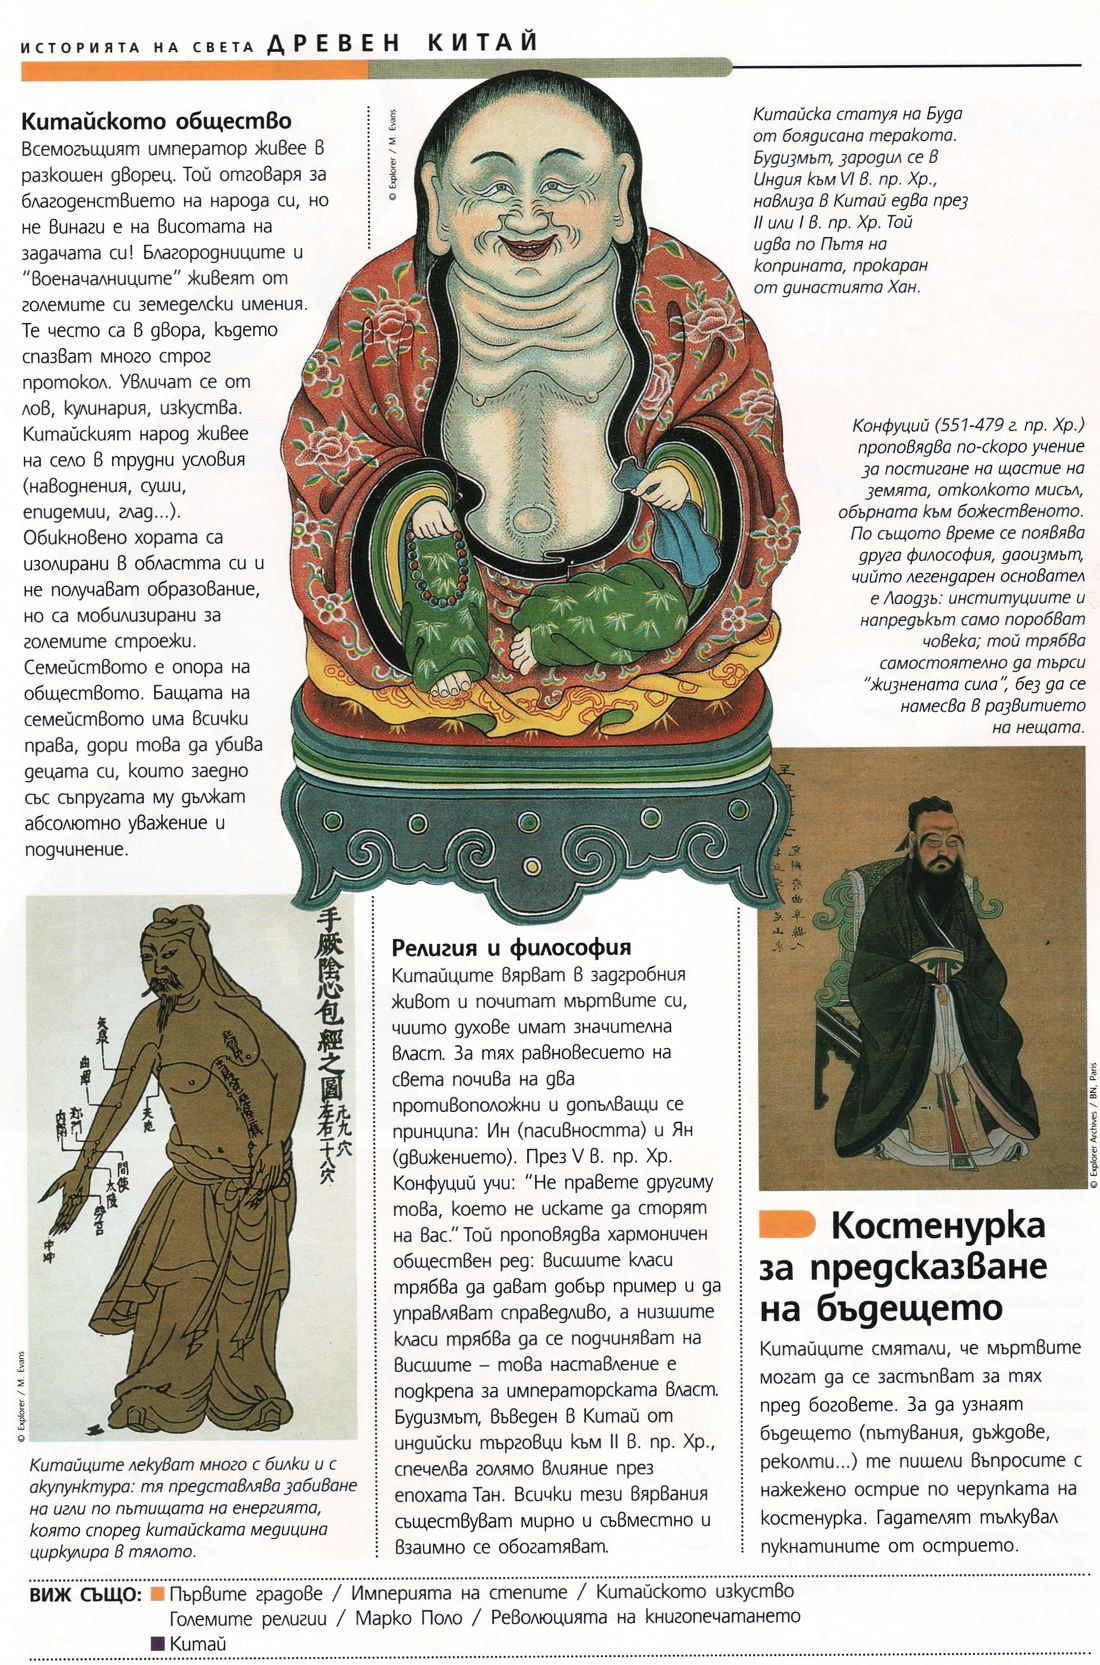 ИСТОРИЯТА НА СВЕТА ДРЕВЕН КИТАЙ
Китайското общество
Всемогъщият император живее в
разкошен дворец. Той отговаря за
благоденствието на народа си, но
не винаги е на висотата на
задачата си! Благородниците и
“военачалниците” живеят от
големите си земеделски имения.
Те често са в двора, където
спазват много строг
протокол. Увличат се от
лов, кулинария, изкуства.
Китайският народ живее
на село в трудни условия
(наводнения, суши,
епидемии, глад...).
Обикновено хората са
изолирани в областта си и
не получават образование,
но са мобилизирани за
големите строежи.
Семейството е опора на
обществото. Бащата на
семейството има всички
права, дори това да убива
децата си, които заедно
със съпругата му дължат
абсолютно уважение и
подчинение.
© Explorer / M. Evans
Китайска статуя на Буда
от боядисана теракота.
Будизмът, зародил се в
Индия към VI в. пр. Хр.,
навлиза в Китай едва през
II или I в. пр. Хр. Той
идва по Пътя на
коприната, прокаран
от династията Хан.
Конфуций (551-479 г. пр. Хр.)
проповядва по-скоро учение
за постигане на щастие на
земята, отколкото мисъл,
обърната към божественото.
По същото време се появява
друга философия, даоизмът,
чийто легендарен основател
е Лаодзъ: институциите и
напредъкът само поробват
човека; той трябва
самостоятелно да търси
“жизнената сила”, без да се
намесва в развитието
на нещата.
© Explorer Archives / BN, Paris
手厥陰心包經之圖
左右一十八穴
天泉
天池
間使
大陵
勞宮
中冲
© Explorer / M. Evans
Китайците лекуват много с билки и с
акупунктура: тя представлява забиване
на игли по пътищата на енергията,
която според китайската медицина
циркулира в тялото.
Религия и философия
Китайците вярват в задгробния
живот и почитат мъртвите си,
чиито духове имат значителна
власт. За тях равновесието на
света почива на два
противоположни и допълващи се
принципа: Ин (пасивността) и Ян
(движението). През V в. пр. Хр.
Конфуций учи: “Не правете другиму
това, което не искате да сторят
на Вас.” Той проповядва хармоничен
обществен ред: висшите класи
трябва да дават добър пример и да
управляват справедливо, а низшите
класи трябва да се подчиняват на
висшите – това наставление е
подкрепа за императорската власт.
Будизмът, въведен в Китай от
индийски търговци към II в. пр. Хр.,
спечелва голямо влияние през
епохата Тан. Всички тези вярвания
съществуват мирно и съвместно и
взаимно се обогатяват.
Костенурка
за предсказване
на бъдещето
Китайците смятали, че мъртвите
могат да се застъпват за тях
пред боговете. За да узнаят
бъдещето (пътувания, дъждове,
реколти...) те пишели въпросите с
нажежено острие по черупката на
костенурка. Гадателят тълкувал
пукнатините от острието.
ВИЖ СЪЩО: Първите градове / Империята на степите / Китайското изкуство
Големите религии / Марко Поло / Революцията на книгопечатането
Китай